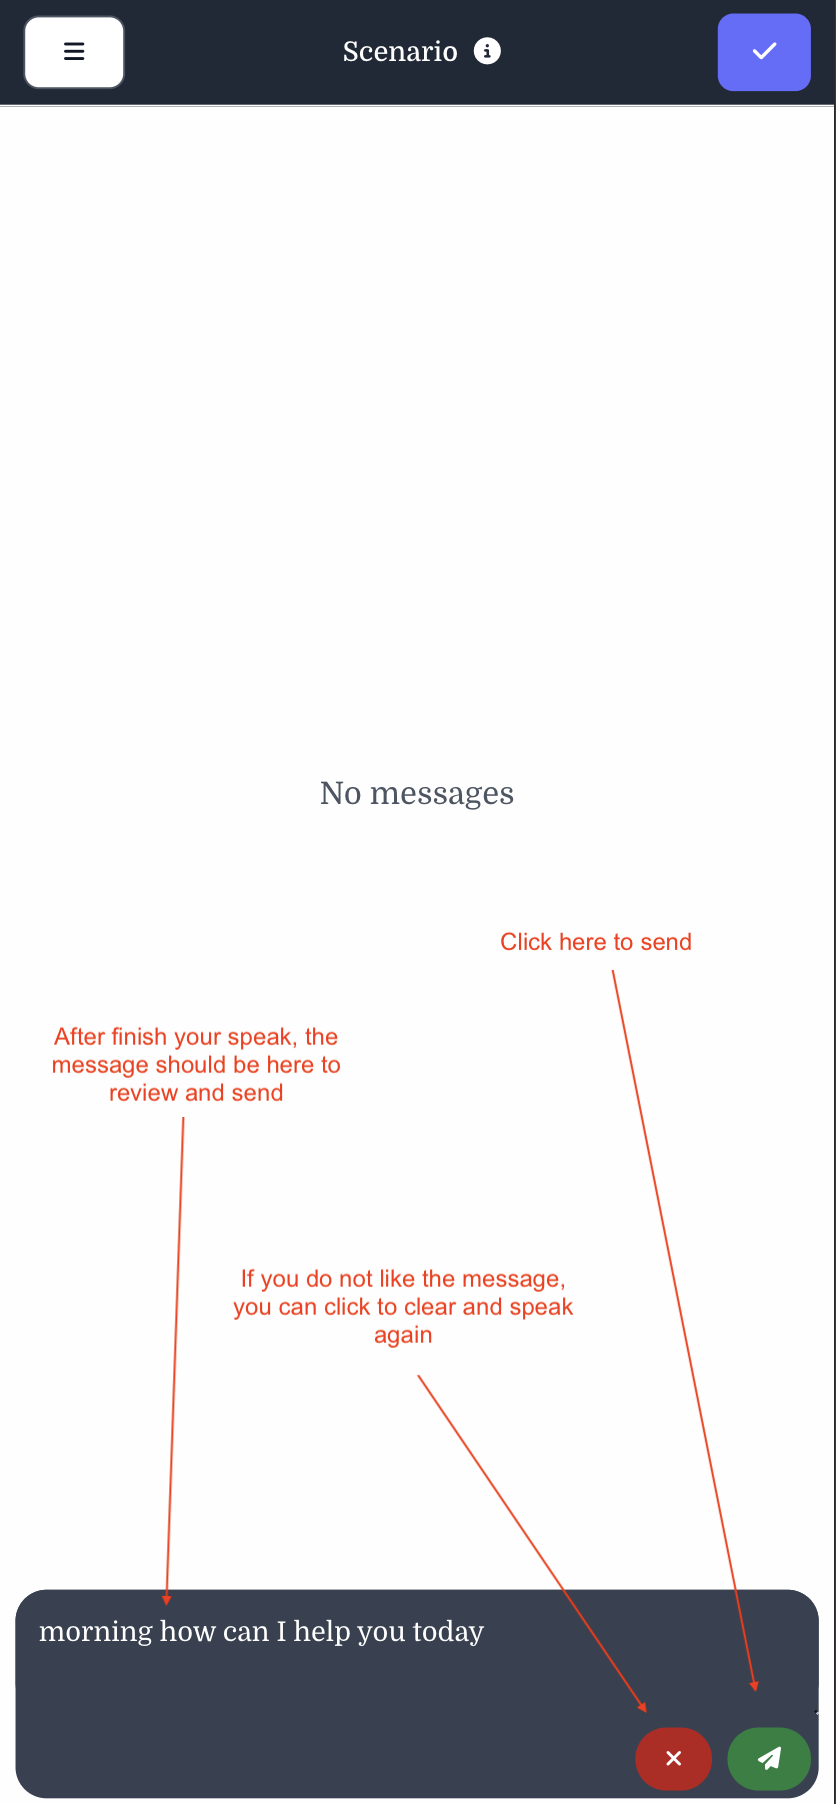 Scenario
No messages
Click here to send
After finish your speak, the
message should be here to
review and send
If you do not like the message,
you can click to clear and speak
again
morning how can I help you today